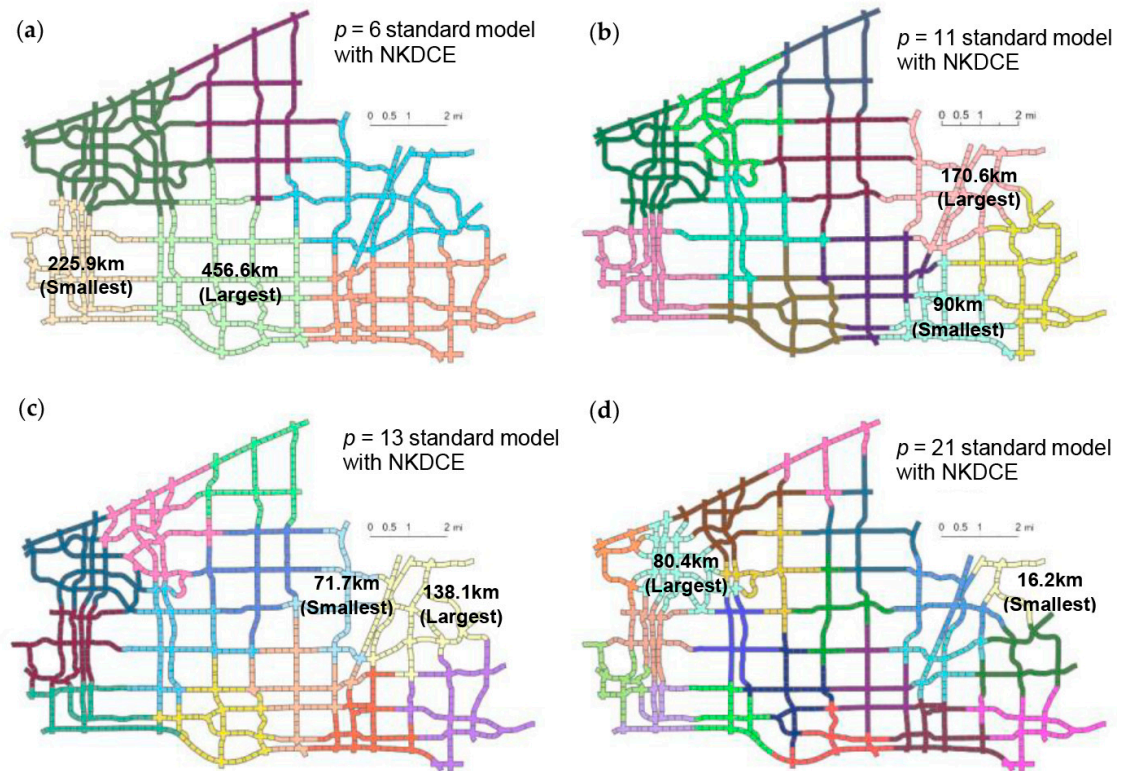 (a)
p = 6 standard model
with NKDCE
0 0.5 1 2 mi
225.9km
(Smallest)
456.6km
(Largest)
(b)
p = 11 standard model
with NKDCE
0 0.5 1 2 mi
170.6km
(Largest)
90km
(Smallest)
(c)
p = 13 standard model
with NKDCE
0 0.5 1 2 mi
71.7km
(Smallest)
138.1km
(Largest)
(d)
p = 21 standard model
with NKDCE
0 0.5 1 2 mi
80.4km
(Largest)
16.2km
(Smallest)